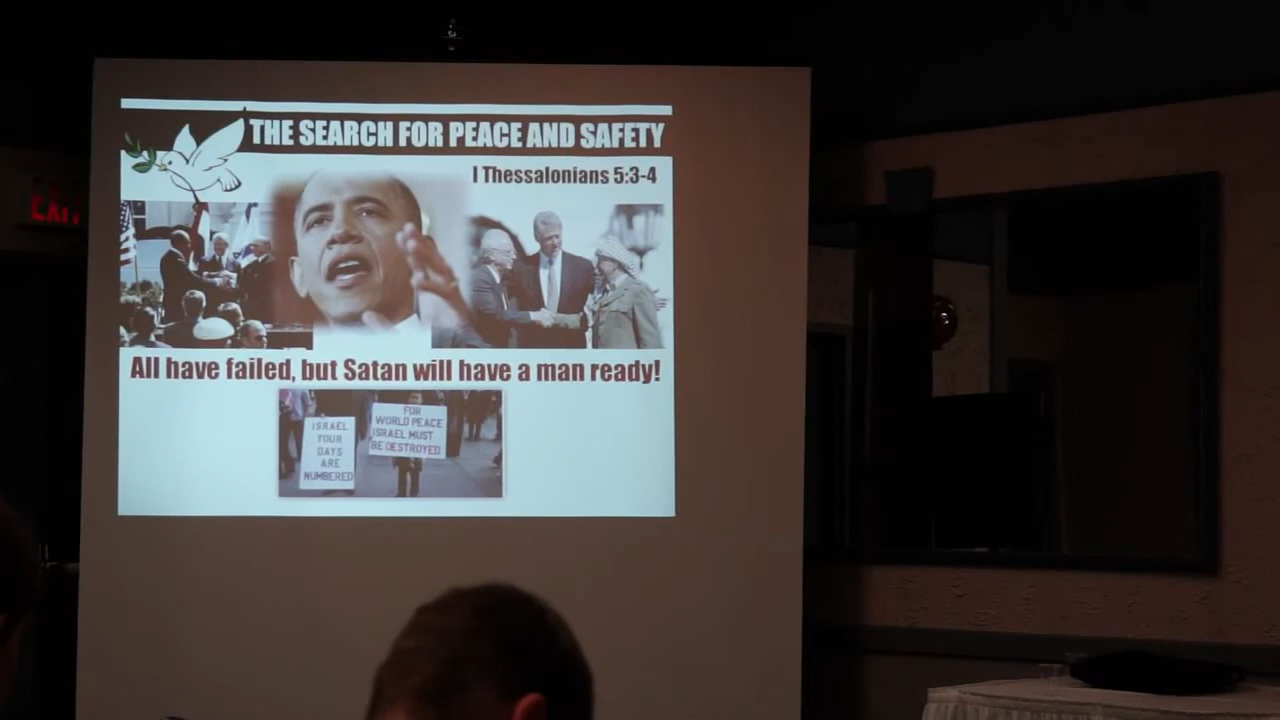 EXIT
THE SEARCH FOR PEACE AND SAFETY
I Thessalonians 5:3-4
All have failed, but Satan will have a man ready!
ISRAEL
YOUR
DAYS
ARE
NUMBERED
FOR
WORLD PEACE
ISRAEL MUST
BE DESTROYED